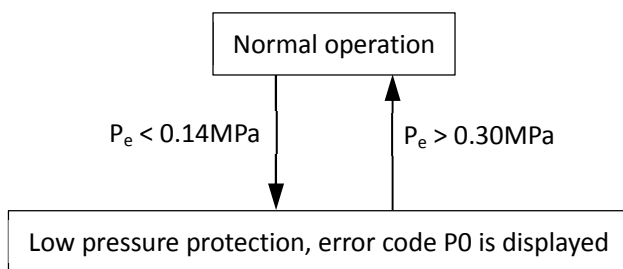 Normal operation
Pₑ < 0.14MPa
Pₑ > 0.30MPa
Low pressure protection, error code P0 is displayed